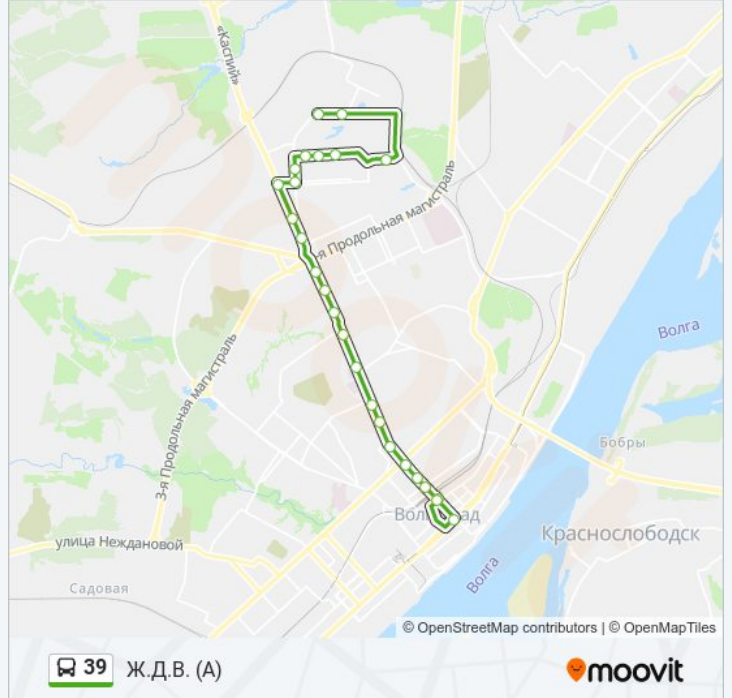 «Каспий»
3-я Продольная магистраль
Волга
3-я Продольная магистраль
Бобры
Волгоград
Краснослободск
улица Неждановой
Садовая
Волга
© OpenStreetMap contributors | © OpenMapTiles
39 Ж.Д.В. (А)
moovit